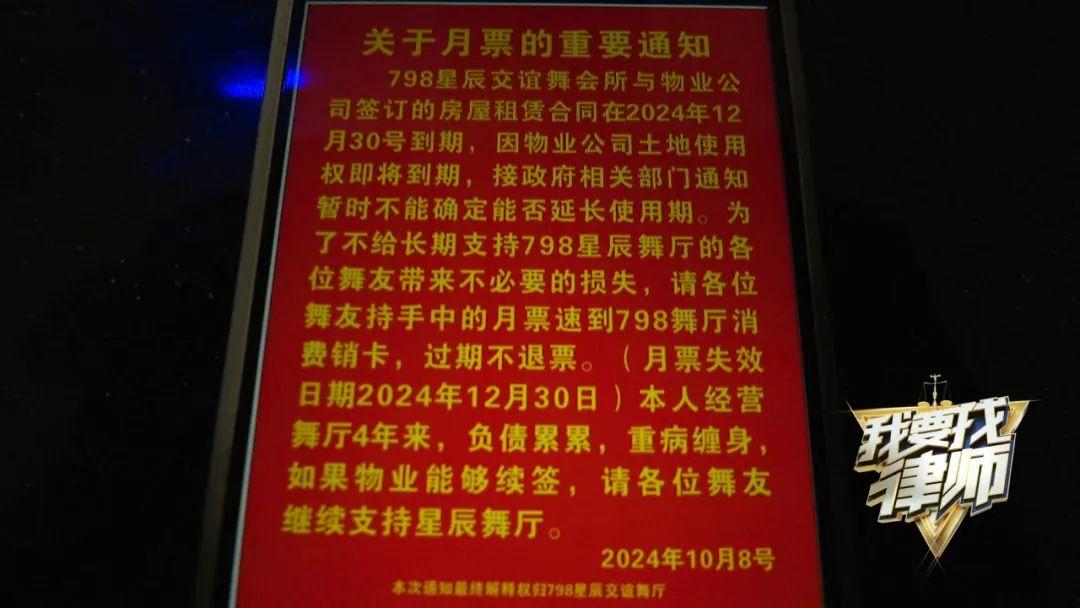 关于月票的重要通知
798星辰交谊舞会所与物业公
司签订的房屋租赁合同在2024年12
月30号到期，因物业公司土地使用
权即将到期，接政府相关部门通知
暂时不能确定能否延长使用期。为
了不给长期支持798星辰舞厅的各
位舞友带来不必要的损失，请各位
舞友持手中的月票速到798舞厅消
费销卡，过期不退票。（月票失效
日期2024年12月30日）本人经营
舞厅4年来，负债累累，重病缠身，
如果物业能够续签，请各位舞友
继续支持星辰舞厅。
2024年10月8号
本次通知最终解释权归798星辰交谊舞厅
我要找
律师